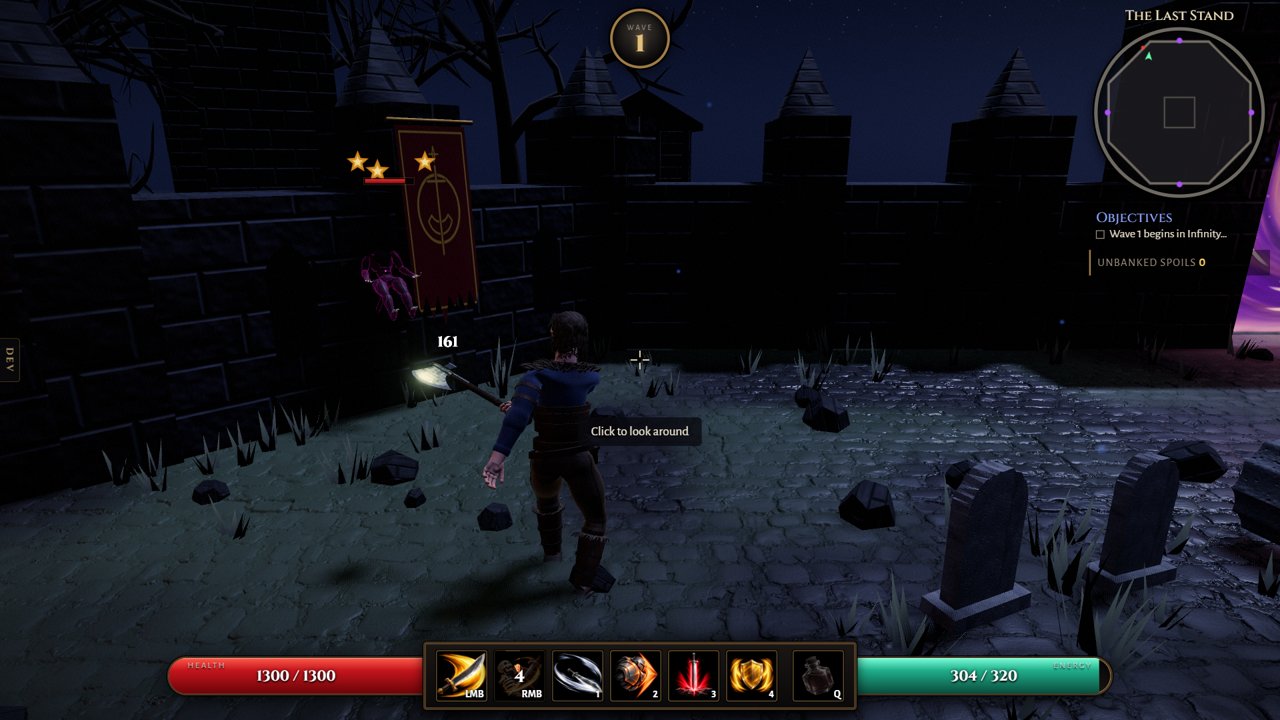 THE LAST STAND
WAVE
1
OBJECTIVES
Wave 1 begins in Infinity...
UNBANKED SPOILS 0
161
DEV
Click to look around
HEALTH
1300 / 1300
LMB
4
RMB
1
2
3
4
Q
ENERGY
304 / 320